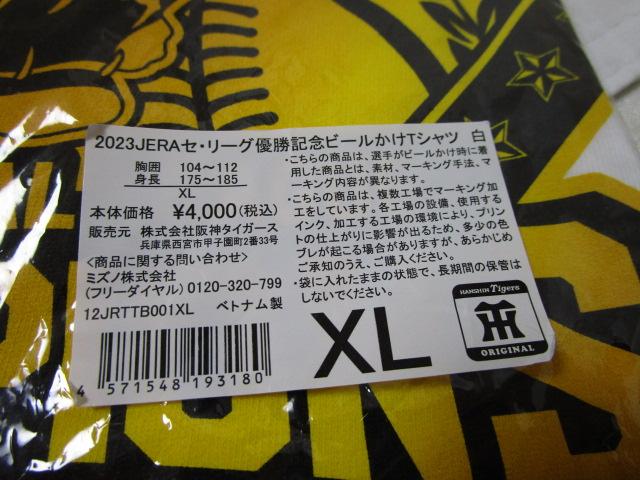 2023JERAセ・リーグ優勝記念ビールかけTシャツ 白
胸囲 104～112
身長 175～185
XL
本体価格 ¥4,000(税込)
販売元 株式会社阪神タイガース
兵庫県西宮市甲子園町2番33号
<商品に関する問い合わせ>
ミズノ株式会社
(フリーダイヤル)0120-320-799
12JRTTB001XL ベトナム製
4 571548 193180
・こちらの商品は、選手がビールかけ時に着
用した商品とは、素材、マーキング手法、マ
ーキング内容が異なります。
・こちらの商品は、複数工場でマーキング加
工をしています。各工場の設備、使用する
インク、加工する工場の環境により、プリン
トの仕上がりに影響が出るため、多少の色
ブレが起こる場合がありますが、あらかじめ
ご承知のうえ、ご購入下さい。
・袋に入れたままの状態で、長期間の保管は
しないでください。
XL
HANSHIN Tigers
TH
ORIGINAL